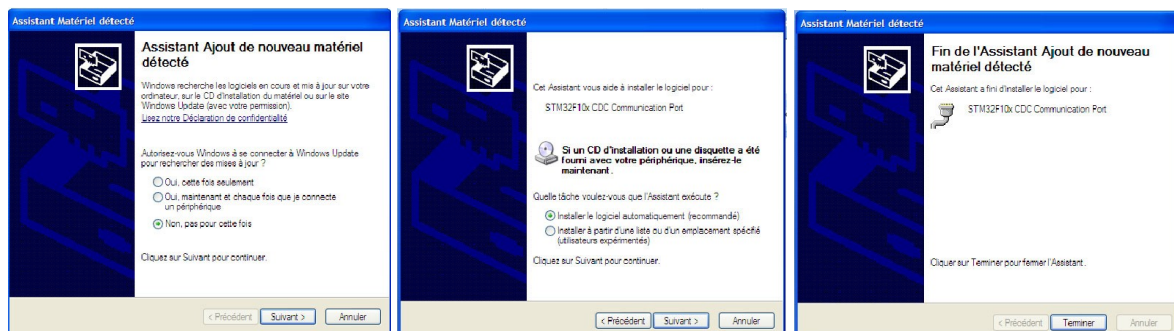 Assistant Matériel détecté
Assistant Ajout de nouveau matériel
détecté
Windows recherche les logiciels en cours et mis à jour sur votre
ordinateur, sur le CD d'installation du matériel ou sur le site
Windows Update (avec votre permission).
Lisez notre Déclaration de confidentialité
Autorisez-vous Windows à se connecter à Windows Update
pour rechercher des mises à jour ?
Oui, cette fois seulement
Oui, maintenant et chaque fois que je connecte
un périphérique
Non, pas pour cette fois
Cliquez sur Suivant pour continuer.
< Précédent Suivant > Annuler
Assistant Matériel détecté
Cet Assistant vous aide à installer le logiciel pour :
STM32F10x CDC Communication Port
Si un CD d'installation ou une disquette a été
fourni avec votre périphérique, insérez-le
maintenant.
Quelle tâche voulez-vous que l'Assistant exécute ?
Installer le logiciel automatiquement (recommandé)
Installer à partir d'une liste ou d'un emplacement spécifié
(utilisateurs expérimentés)
Cliquez sur Suivant pour continuer.
< Précédent Suivant > Annuler
Assistant Matériel détecté
Fin de l'Assistant Ajout de nouveau
matériel détecté
Cet Assistant a fini d'installer le logiciel pour :
STM32F10x CDC Communication Port
Cliquer sur Terminer pour fermer l'Assistant.
< Précédent Terminer Annuler